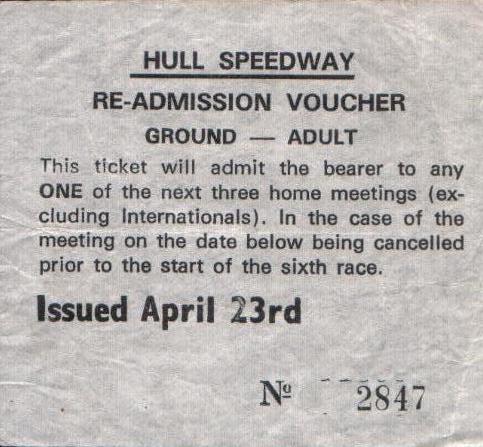 HULL SPEEDWAY
RE-ADMISSION VOUCHER
GROUND — ADULT
This ticket will admit the bearer to any
ONE of the next three home meetings (ex-
cluding Internationals). In the case of the
meeting on the date below being cancelled
prior to the start of the sixth race.
Issued April 23rd
Nº 2847